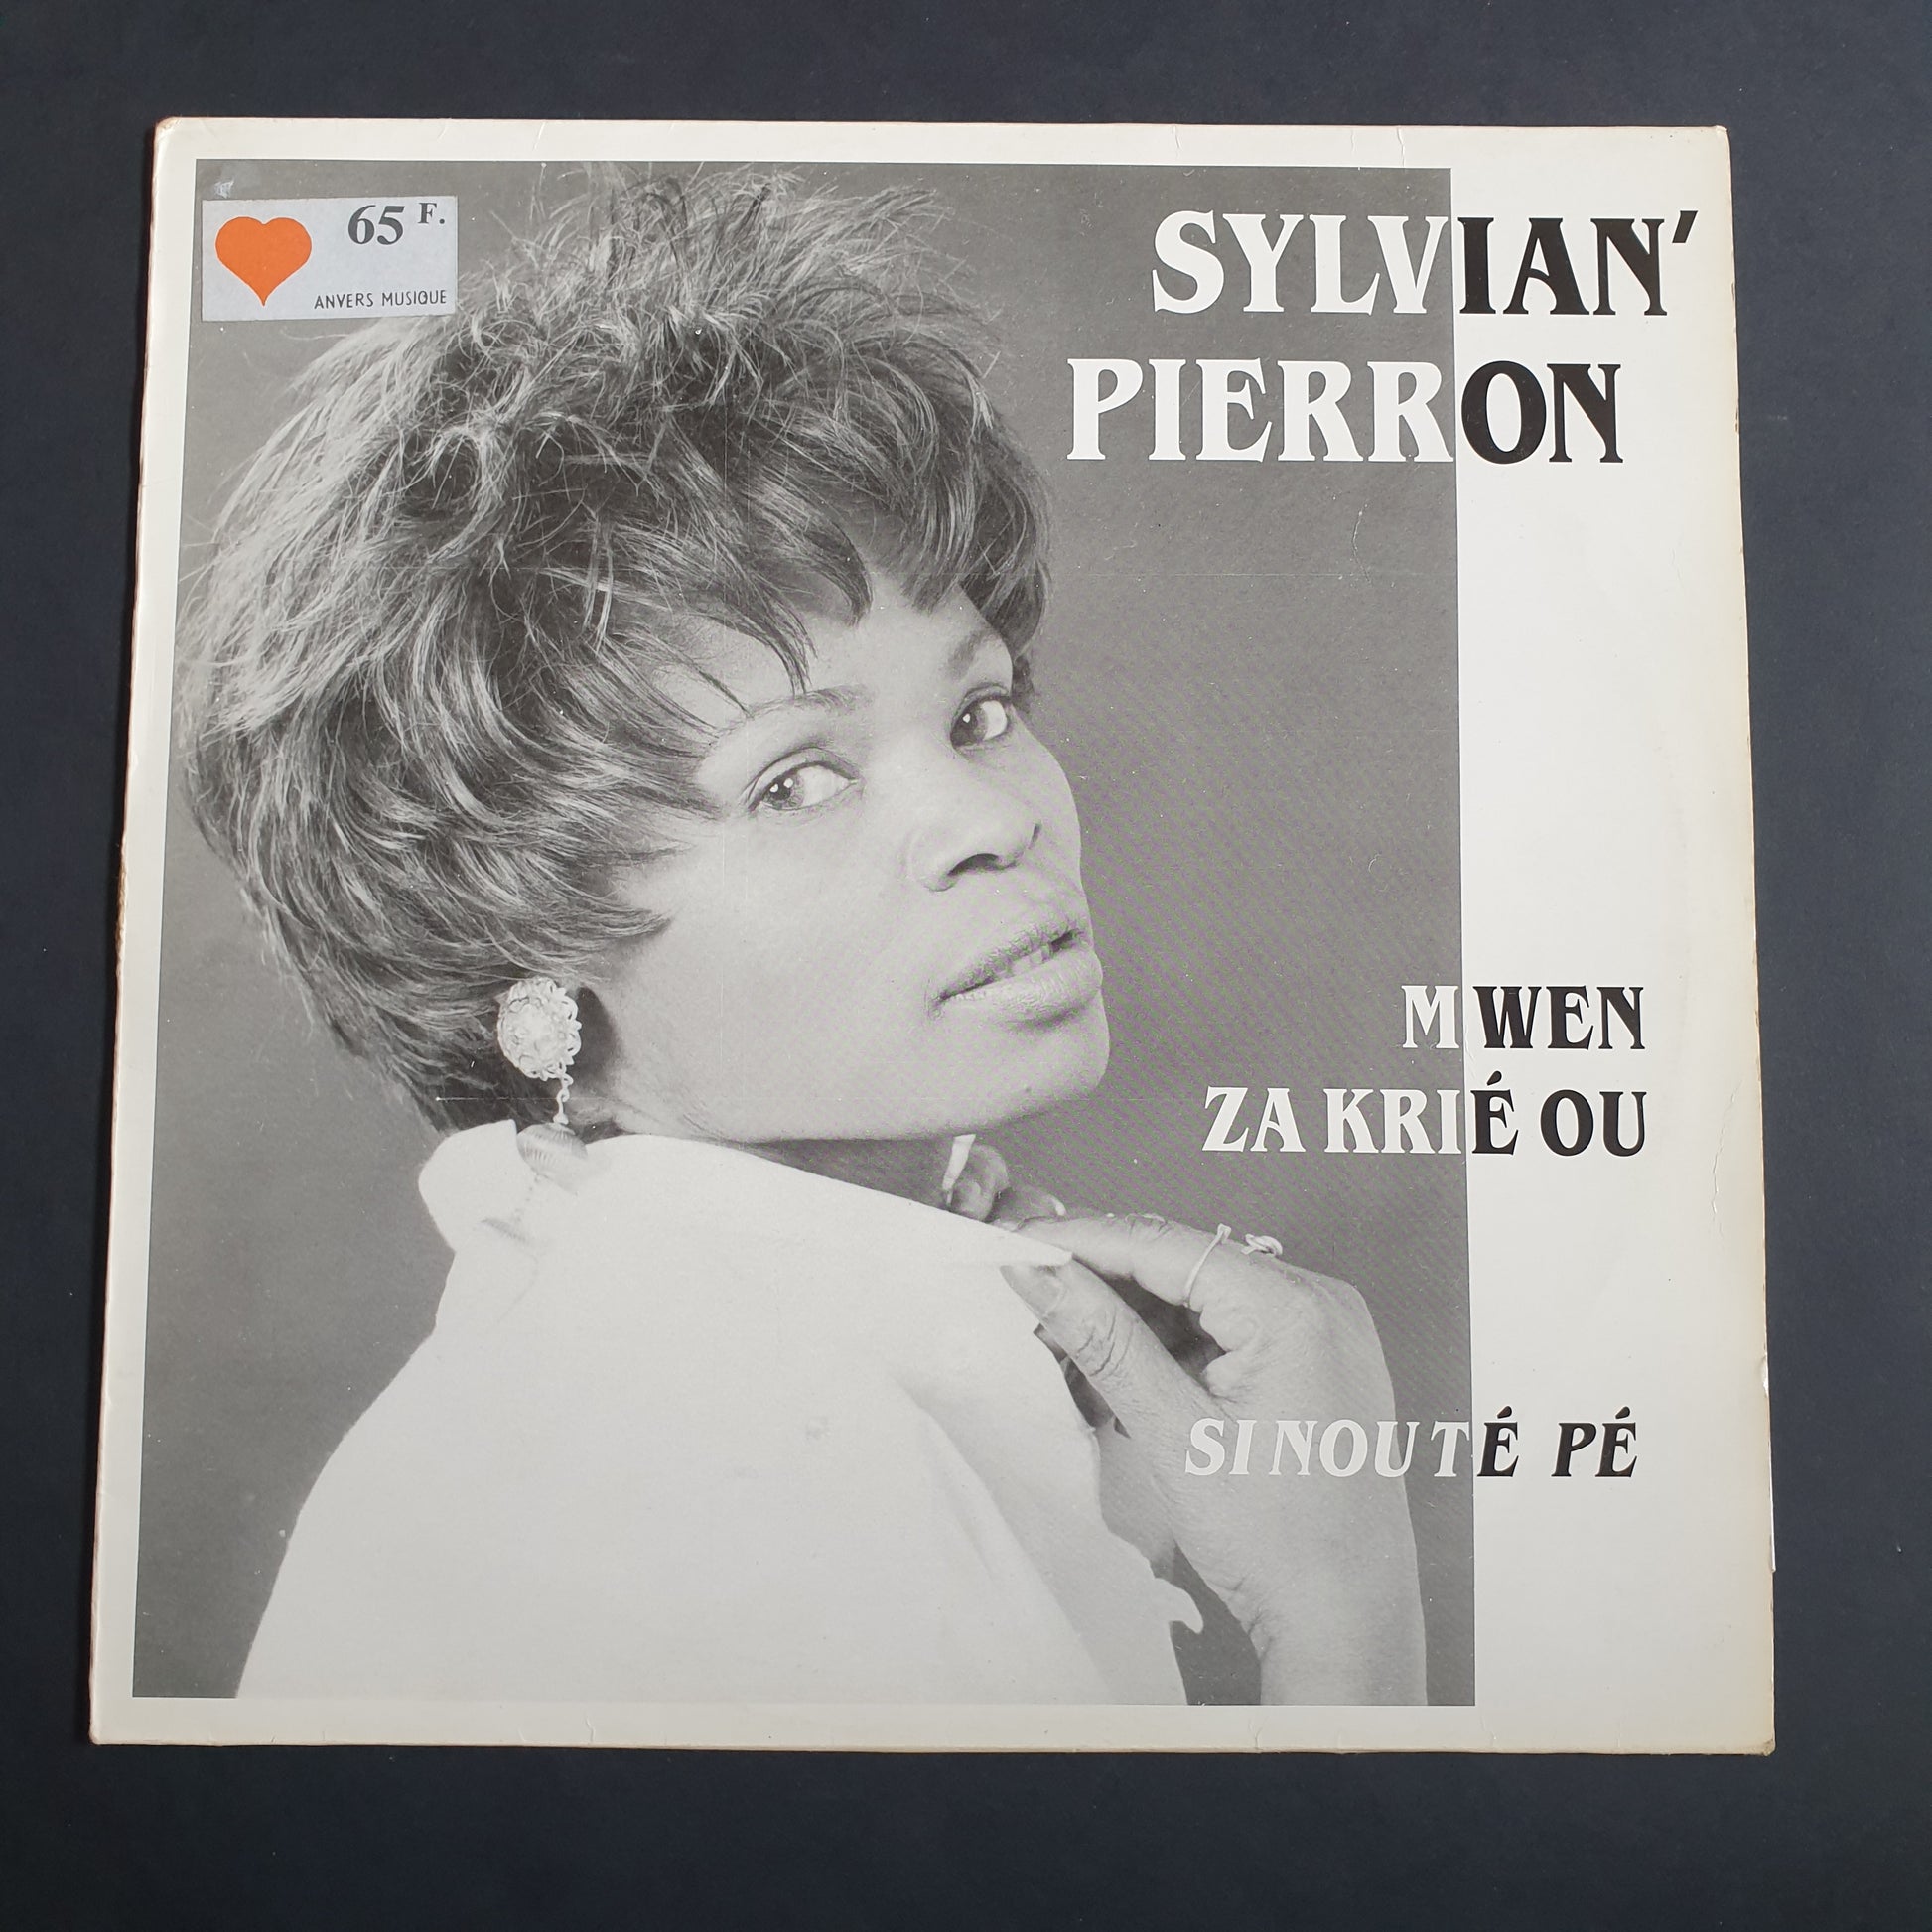 65 F.
ANVERS MUSIQUE
SYLVIAN'
PIERRON
MWEN
ZA KRIÉ OU
SI NOU TÉ PÉ